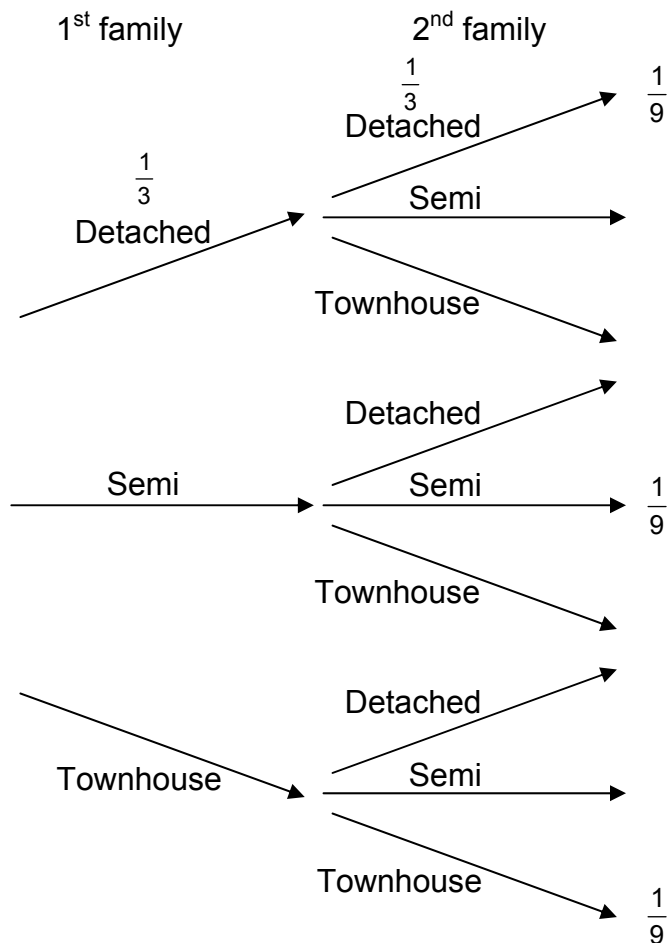 1st family 2nd family
1/3
Detached
1/9
1/3
Detached
Semi
Townhouse
Detached
Semi
Semi
1/9
Townhouse
Detached
Townhouse
Semi
Townhouse
1/9